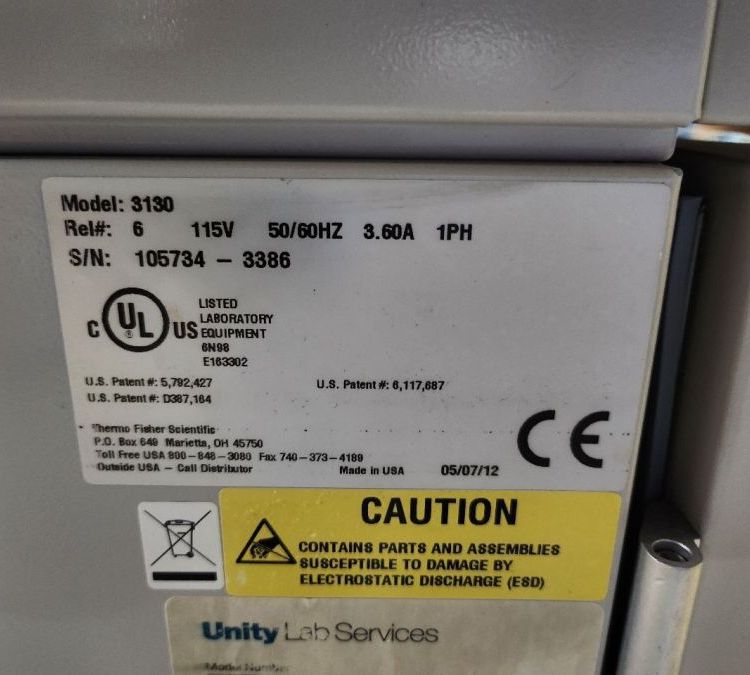 Model: 3130
Rel#: 6 115V 50/60HZ 3.60A 1PH
S/N: 105734 - 3386
C UL ® US
LISTED
LABORATORY
EQUIPMENT
6N98
E163302
U.S. Patent #: 5,792,427 U.S. Patent #: 6,117,687
U.S. Patent #: D387,164
Thermo Fisher Scientific
P.O. Box 649 Marietta, OH 45750
Toll Free USA 800-848-3080 Fax 740-373-4189
Outside USA - Call Distributor Made in USA 05/07/12
CE
CAUTION
CONTAINS PARTS AND ASSEMBLIES
SUSCEPTIBLE TO DAMAGE BY
ELECTROSTATIC DISCHARGE (ESD)
Unity Lab Services
Model Number